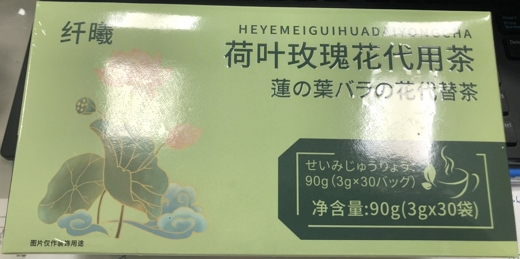 纤曦
HEYEMEIGUIHUADAIYONGCHA
荷叶玫瑰花代用茶
蓮の葉バラの花代替茶
せいみじゅうりょう:
90g(3g×30バッグ)
净含量:90g(3gx30袋)
图片仅作装饰用途